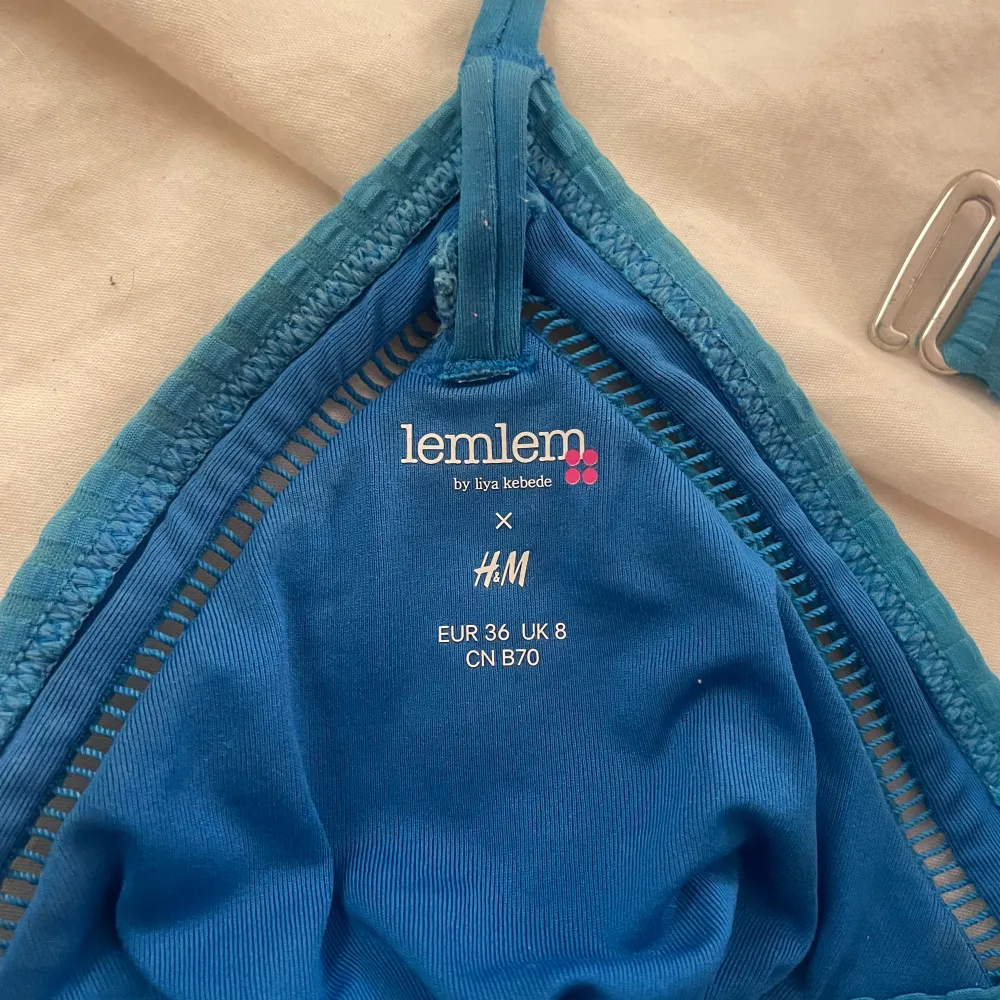 lemlem
by liya kebede
×
H&M
EUR 36 UK 8
CN B70